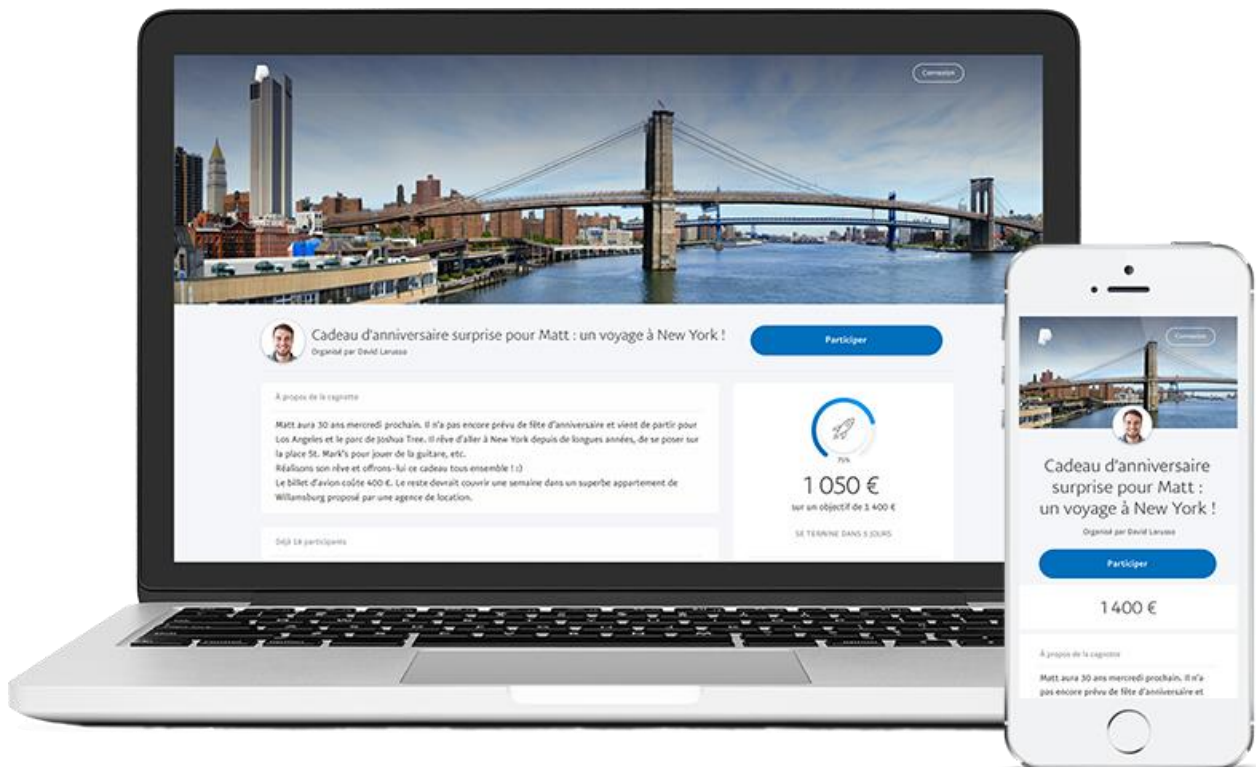 Connexion
Cadeau d'anniversaire surprise pour Matt : un voyage à New York !
Organisé par David Larusso
Participer
À propos de la cagnotte
Matt aura 30 ans mercredi prochain. Il n'a pas encore prévu de fête d'anniversaire et vient de partir pour
Los Angeles et le parc de Joshua Tree. Il rêve d'aller à New York depuis de longues années, de se poser sur
la place St. Mark's pour jouer de la guitare, etc.
Réalisons son rêve et offrons-lui ce cadeau tous ensemble ! :)
Le billet d'avion coûte 400 €. Le reste devrait couvrir une semaine dans un superbe appartement de
Willamsburg proposé par une agence de location.
Déjà 18 participants
75%
1 050 €
sur un objectif de 1 400 €
SE TERMINE DANS 5 JOURS
Connexion
Cadeau d'anniversaire
surprise pour Matt :
un voyage à New York !
Organisé par David Larusso
Participer
1 400 €
À propos de la cagnotte
Matt aura 30 ans mercredi prochain. Il n'a
pas encore prévu de fête d'anniversaire et